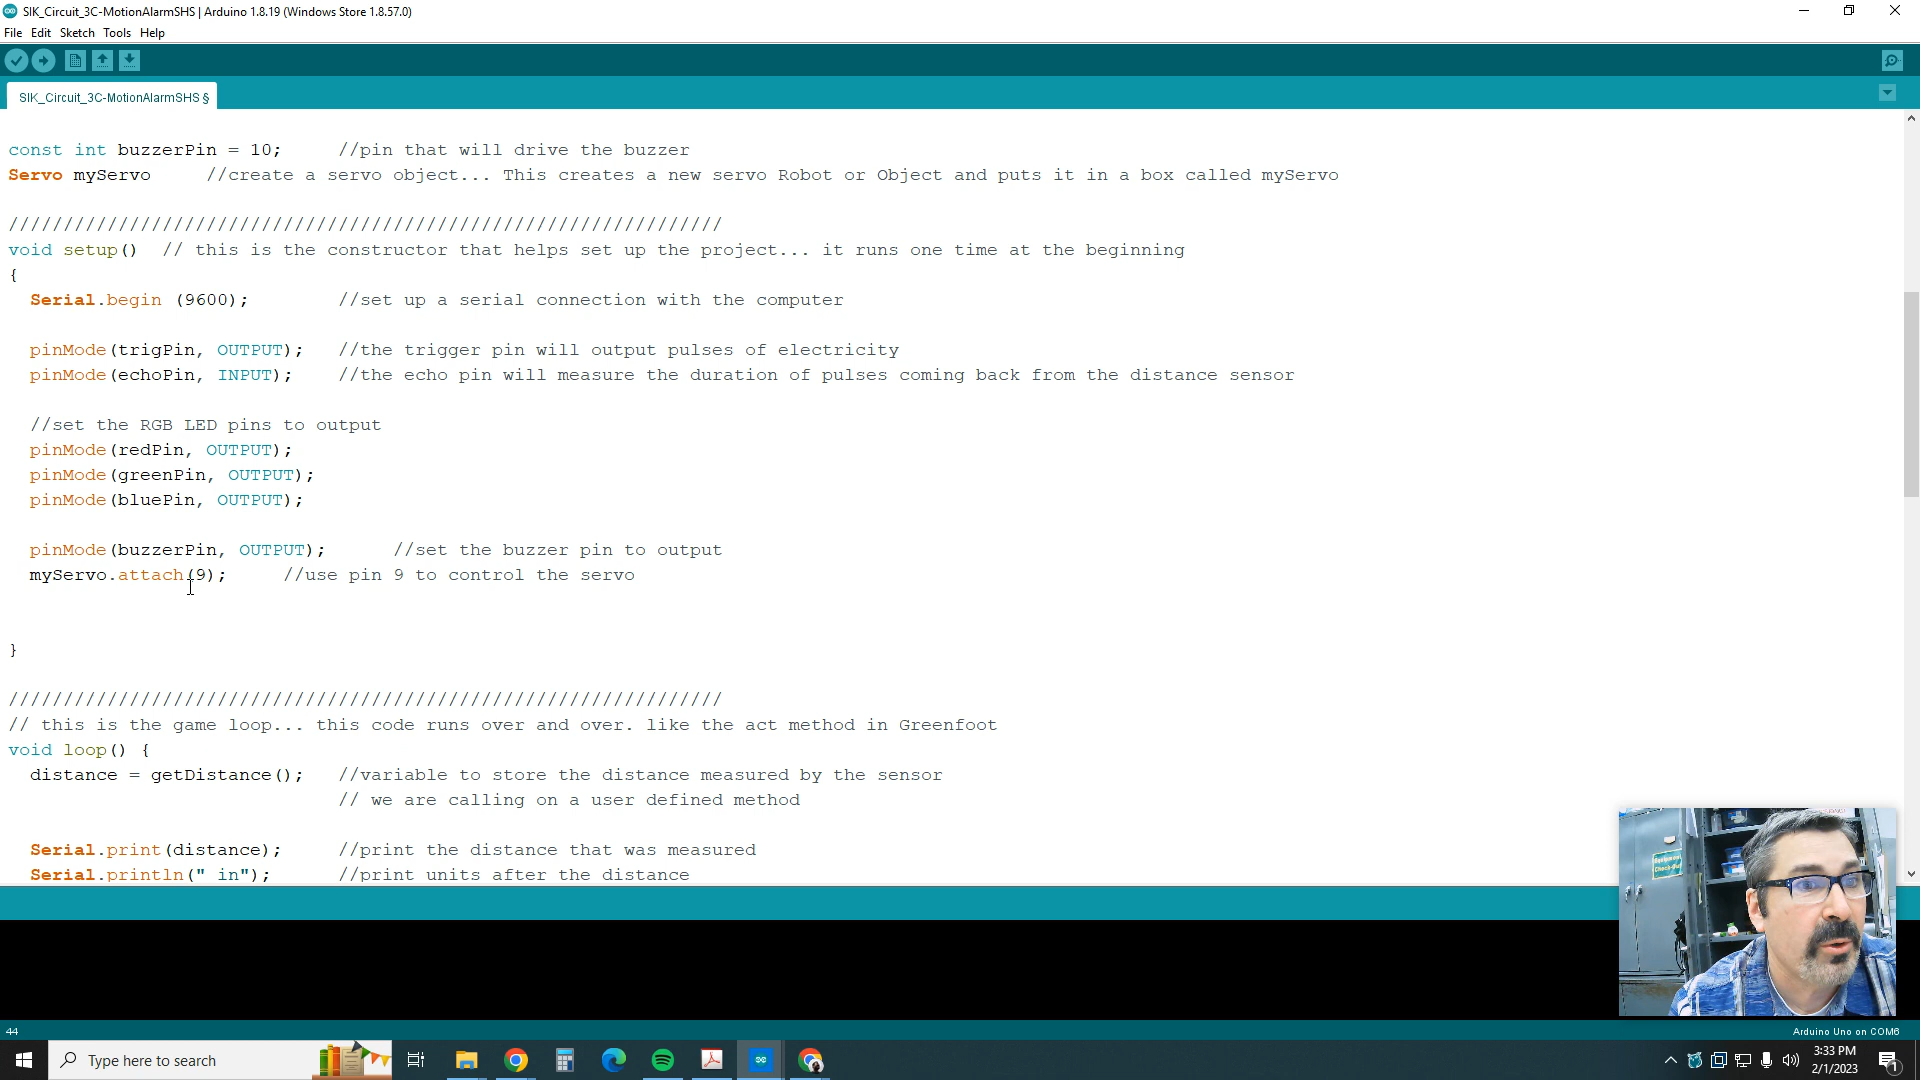 SIK_Circuit_3C-MotionAlarmSHS | Arduino 1.8.19 (Windows Store 1.8.57.0)
File Edit Sketch Tools Help
SIK_Circuit_3C-MotionAlarmSHS §
const int buzzerPin = 10; //pin that will drive the buzzer
Servo myServo //create a servo object... This creates a new servo Robot or Object and puts it in a box called myServo
/////////////////////////////////////////////////////////////////
void setup() // this is the constructor that helps set up the project... it runs one time at the beginning
{
Serial.begin (9600); //set up a serial connection with the computer
pinMode(trigPin, OUTPUT); //the trigger pin will output pulses of electricity
pinMode(echoPin, INPUT); //the echo pin will measure the duration of pulses coming back from the distance sensor
//set the RGB LED pins to output
pinMode(redPin, OUTPUT);
pinMode(greenPin, OUTPUT);
pinMode(bluePin, OUTPUT);
pinMode(buzzerPin, OUTPUT); //set the buzzer pin to output
myServo.attach(9); //use pin 9 to control the servo
}
/////////////////////////////////////////////////////////////////
// this is the game loop... this code runs over and over. like the act method in Greenfoot
void loop() {
distance = getDistance(); //variable to store the distance measured by the sensor
// we are calling on a user defined method
Serial.print(distance); //print the distance that was measured
Serial.println(" in"); //print units after the distance
Equipment
Check-Out
44
Arduino Uno on COM6
Type here to search
3:33 PM
2/1/2023
1